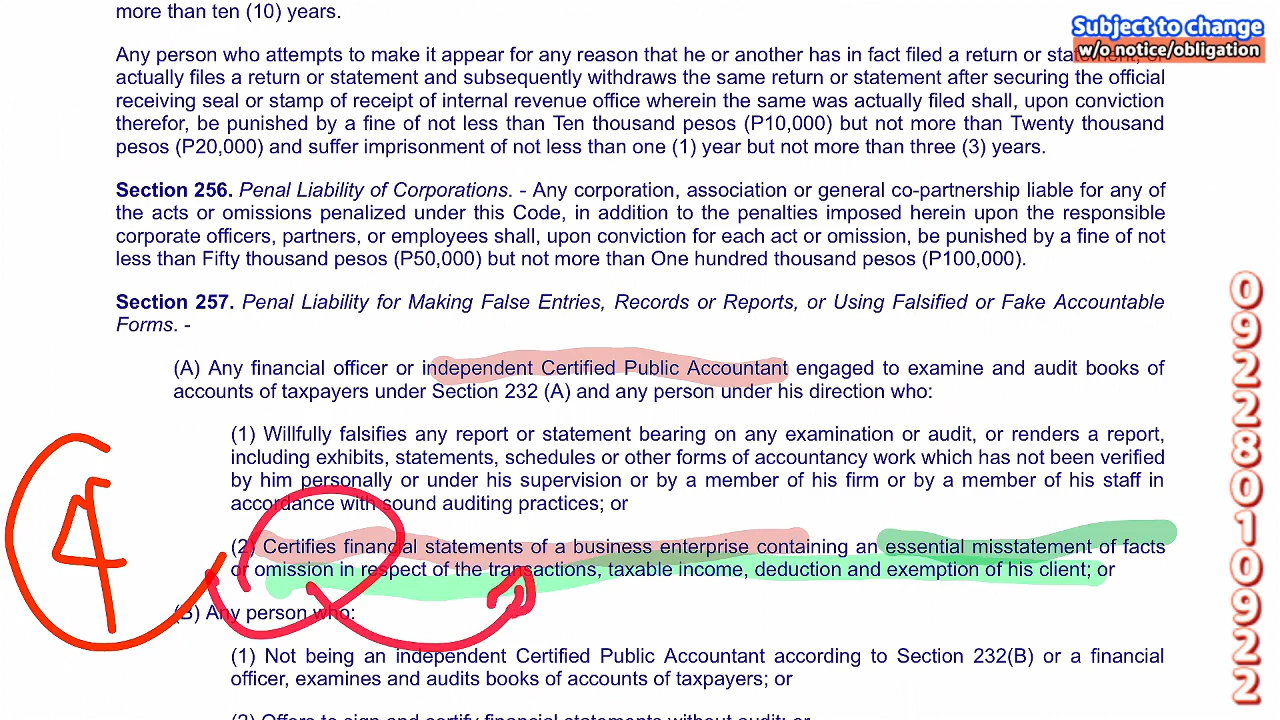 more than ten (10) years.
Subject to change
w/o notice/obligation
Any person who attempts to make it appear for any reason that he or another has in fact filed a return or statement, or
actually files a return or statement and subsequently withdraws the same return or statement after securing the official
receiving seal or stamp of receipt of internal revenue office wherein the same was actually filed shall, upon conviction
therefor, be punished by a fine of not less than Ten thousand pesos (P10,000) but not more than Twenty thousand
pesos (P20,000) and suffer imprisonment of not less than one (1) year but not more than three (3) years.
Section 256. Penal Liability of Corporations. - Any corporation, association or general co-partnership liable for any of
the acts or omissions penalized under this Code, in addition to the penalties imposed herein upon the responsible
corporate officers, partners, or employees shall, upon conviction for each act or omission, be punished by a fine of not
less than Fifty thousand pesos (P50,000) but not more than One hundred thousand pesos (P100,000).
Section 257. Penal Liability for Making False Entries, Records or Reports, or Using Falsified or Fake Accountable
Forms. -
(A) Any financial officer or independent Certified Public Accountant engaged to examine and audit books of
accounts of taxpayers under Section 232 (A) and any person under his direction who:
(1) Willfully falsifies any report or statement bearing on any examination or audit, or renders a report,
including exhibits, statements, schedules or other forms of accountancy work which has not been verified
by him personally or under his supervision or by a member of his firm or by a member of his staff in
accordance with sound auditing practices; or
(2) Certifies financial statements of a business enterprise containing an essential misstatement of facts
or omission in respect of the transactions, taxable income, deduction and exemption of his client; or
(B) Any person who:
(1) Not being an independent Certified Public Accountant according to Section 232(B) or a financial
officer, examines and audits books of accounts of taxpayers; or
(2) Offers to sign and certify financial statements without audit; or
4
09228010922